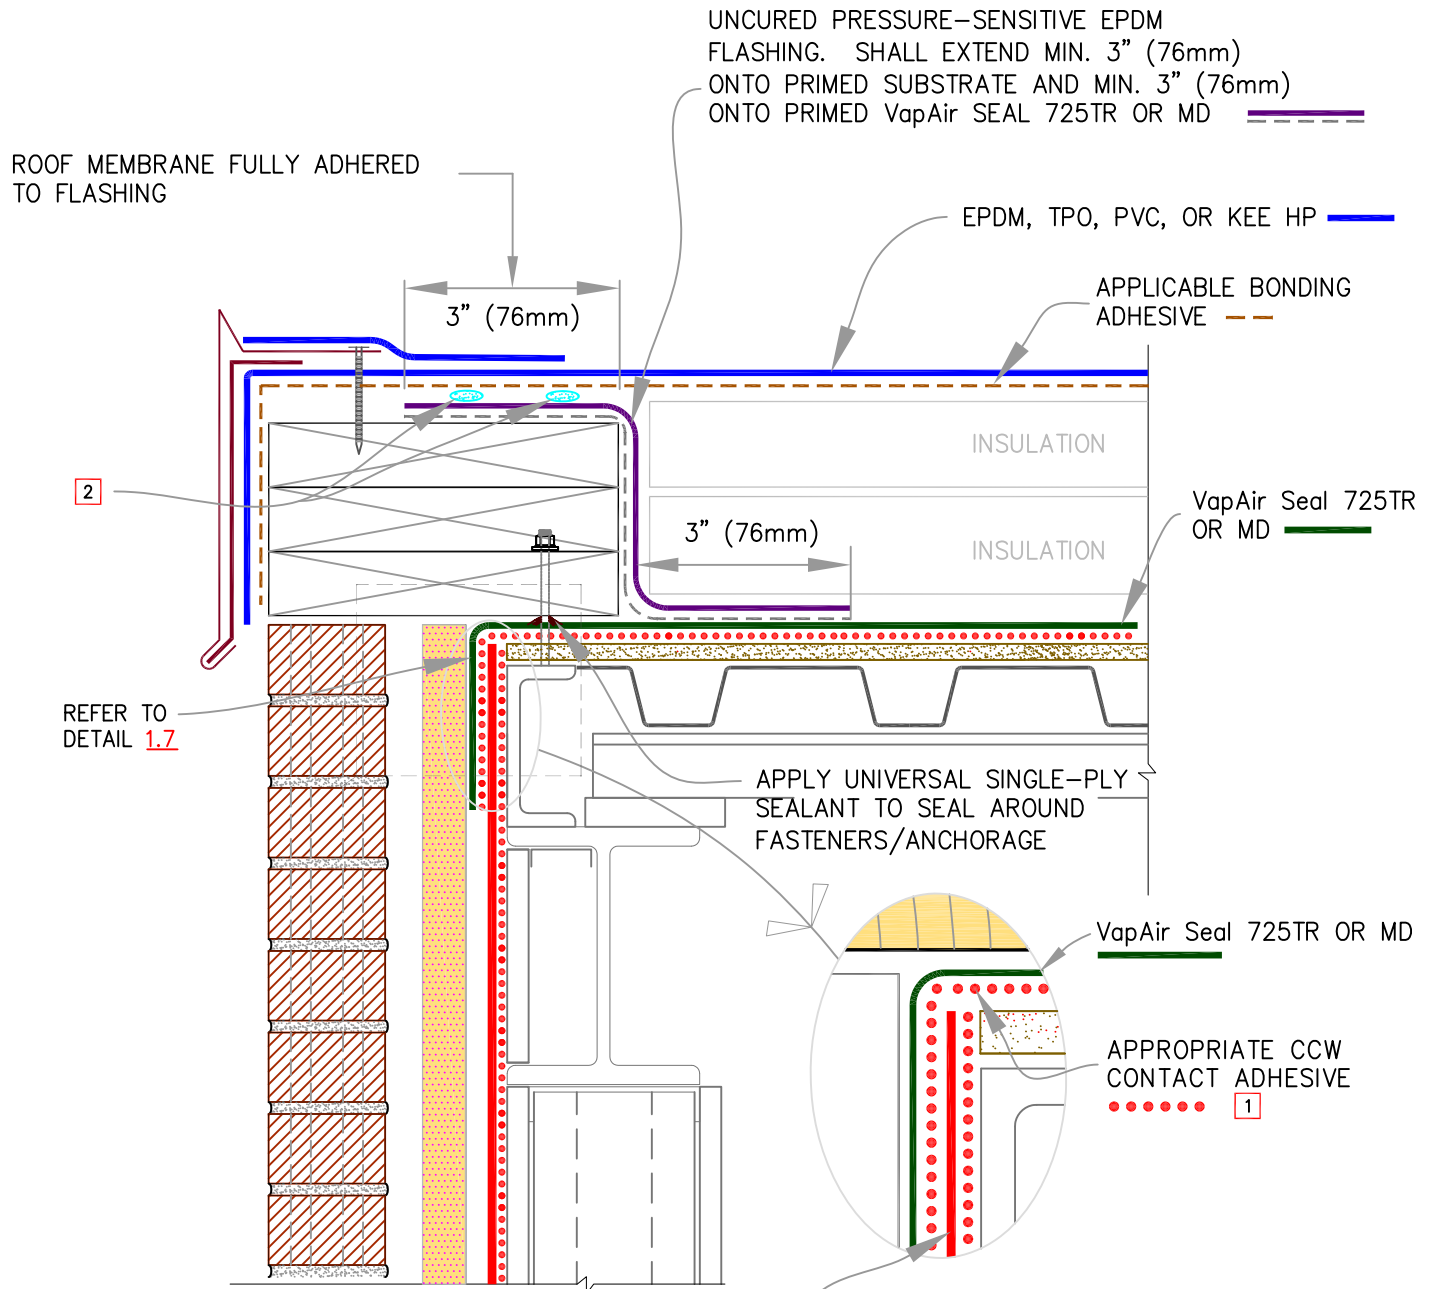 UNCURED PRESSURE-SENSITIVE EPDM
FLASHING. SHALL EXTEND MIN. 3" (76mm)
ONTO PRIMED SUBSTRATE AND MIN. 3" (76mm)
ONTO PRIMED VapAir SEAL 725TR OR MD
ROOF MEMBRANE FULLY ADHERED
TO FLASHING
EPDM, TPO, PVC, OR KEE HP
APPLICABLE BONDING
ADHESIVE
3" (76mm)
INSULATION
2
VapAir Seal 725TR
OR MD
3" (76mm)
INSULATION
REFER TO
DETAIL 1.7
APPLY UNIVERSAL SINGLE-PLY
SEALANT TO SEAL AROUND
FASTENERS/ANCHORAGE
VapAir Seal 725TR OR MD
APPROPRIATE CCW
CONTACT ADHESIVE
1